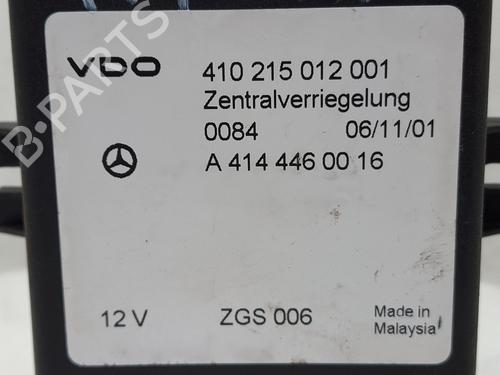 VDO 410 215 012 001
Zentralverriegelung
0084 06/11/01
A 414 446 00 16
12 V ZGS 006 Made in
Malaysia
B-PARTS